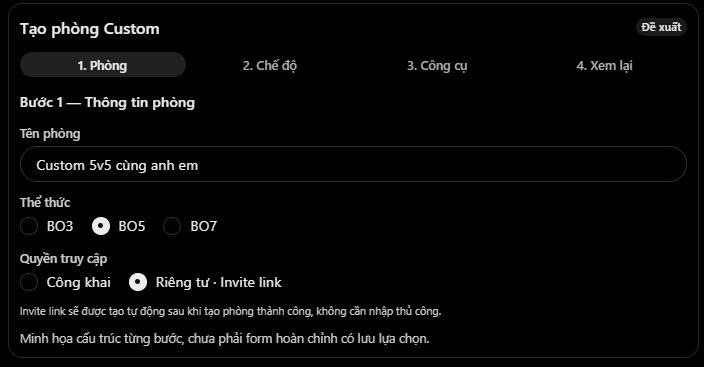 Tạo phòng Custom
Đề xuất
1. Phòng
2. Chế độ
3. Công cụ
4. Xem lại
Bước 1 — Thông tin phòng
Tên phòng
Custom 5v5 cùng anh em
Thể thức
BO3
BO5
BO7
Quyền truy cập
Công khai
Riêng tư · Invite link
Invite link sẽ được tạo tự động sau khi tạo phòng thành công, không cần nhập thủ công.
Minh họa cấu trúc từng bước, chưa phải form hoàn chỉnh có lưu lựa chọn.